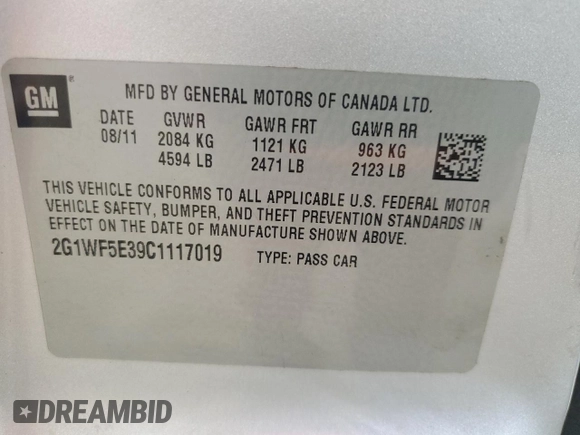 GM
MFD BY GENERAL MOTORS OF CANADA LTD.
DATE GVWR GAWR FRT GAWR RR
08/11 2084 KG 1121 KG 963 KG
4594 LB 2471 LB 2123 LB
THIS VEHICLE CONFORMS TO ALL APPLICABLE U.S. FEDERAL MOTOR
VEHICLE SAFETY, BUMPER, AND THEFT PREVENTION STANDARDS IN
EFFECT ON THE DATE OF MANUFACTURE SHOWN ABOVE.
2G1WF5E39C1117019 TYPE: PASS CAR
DREAMBID